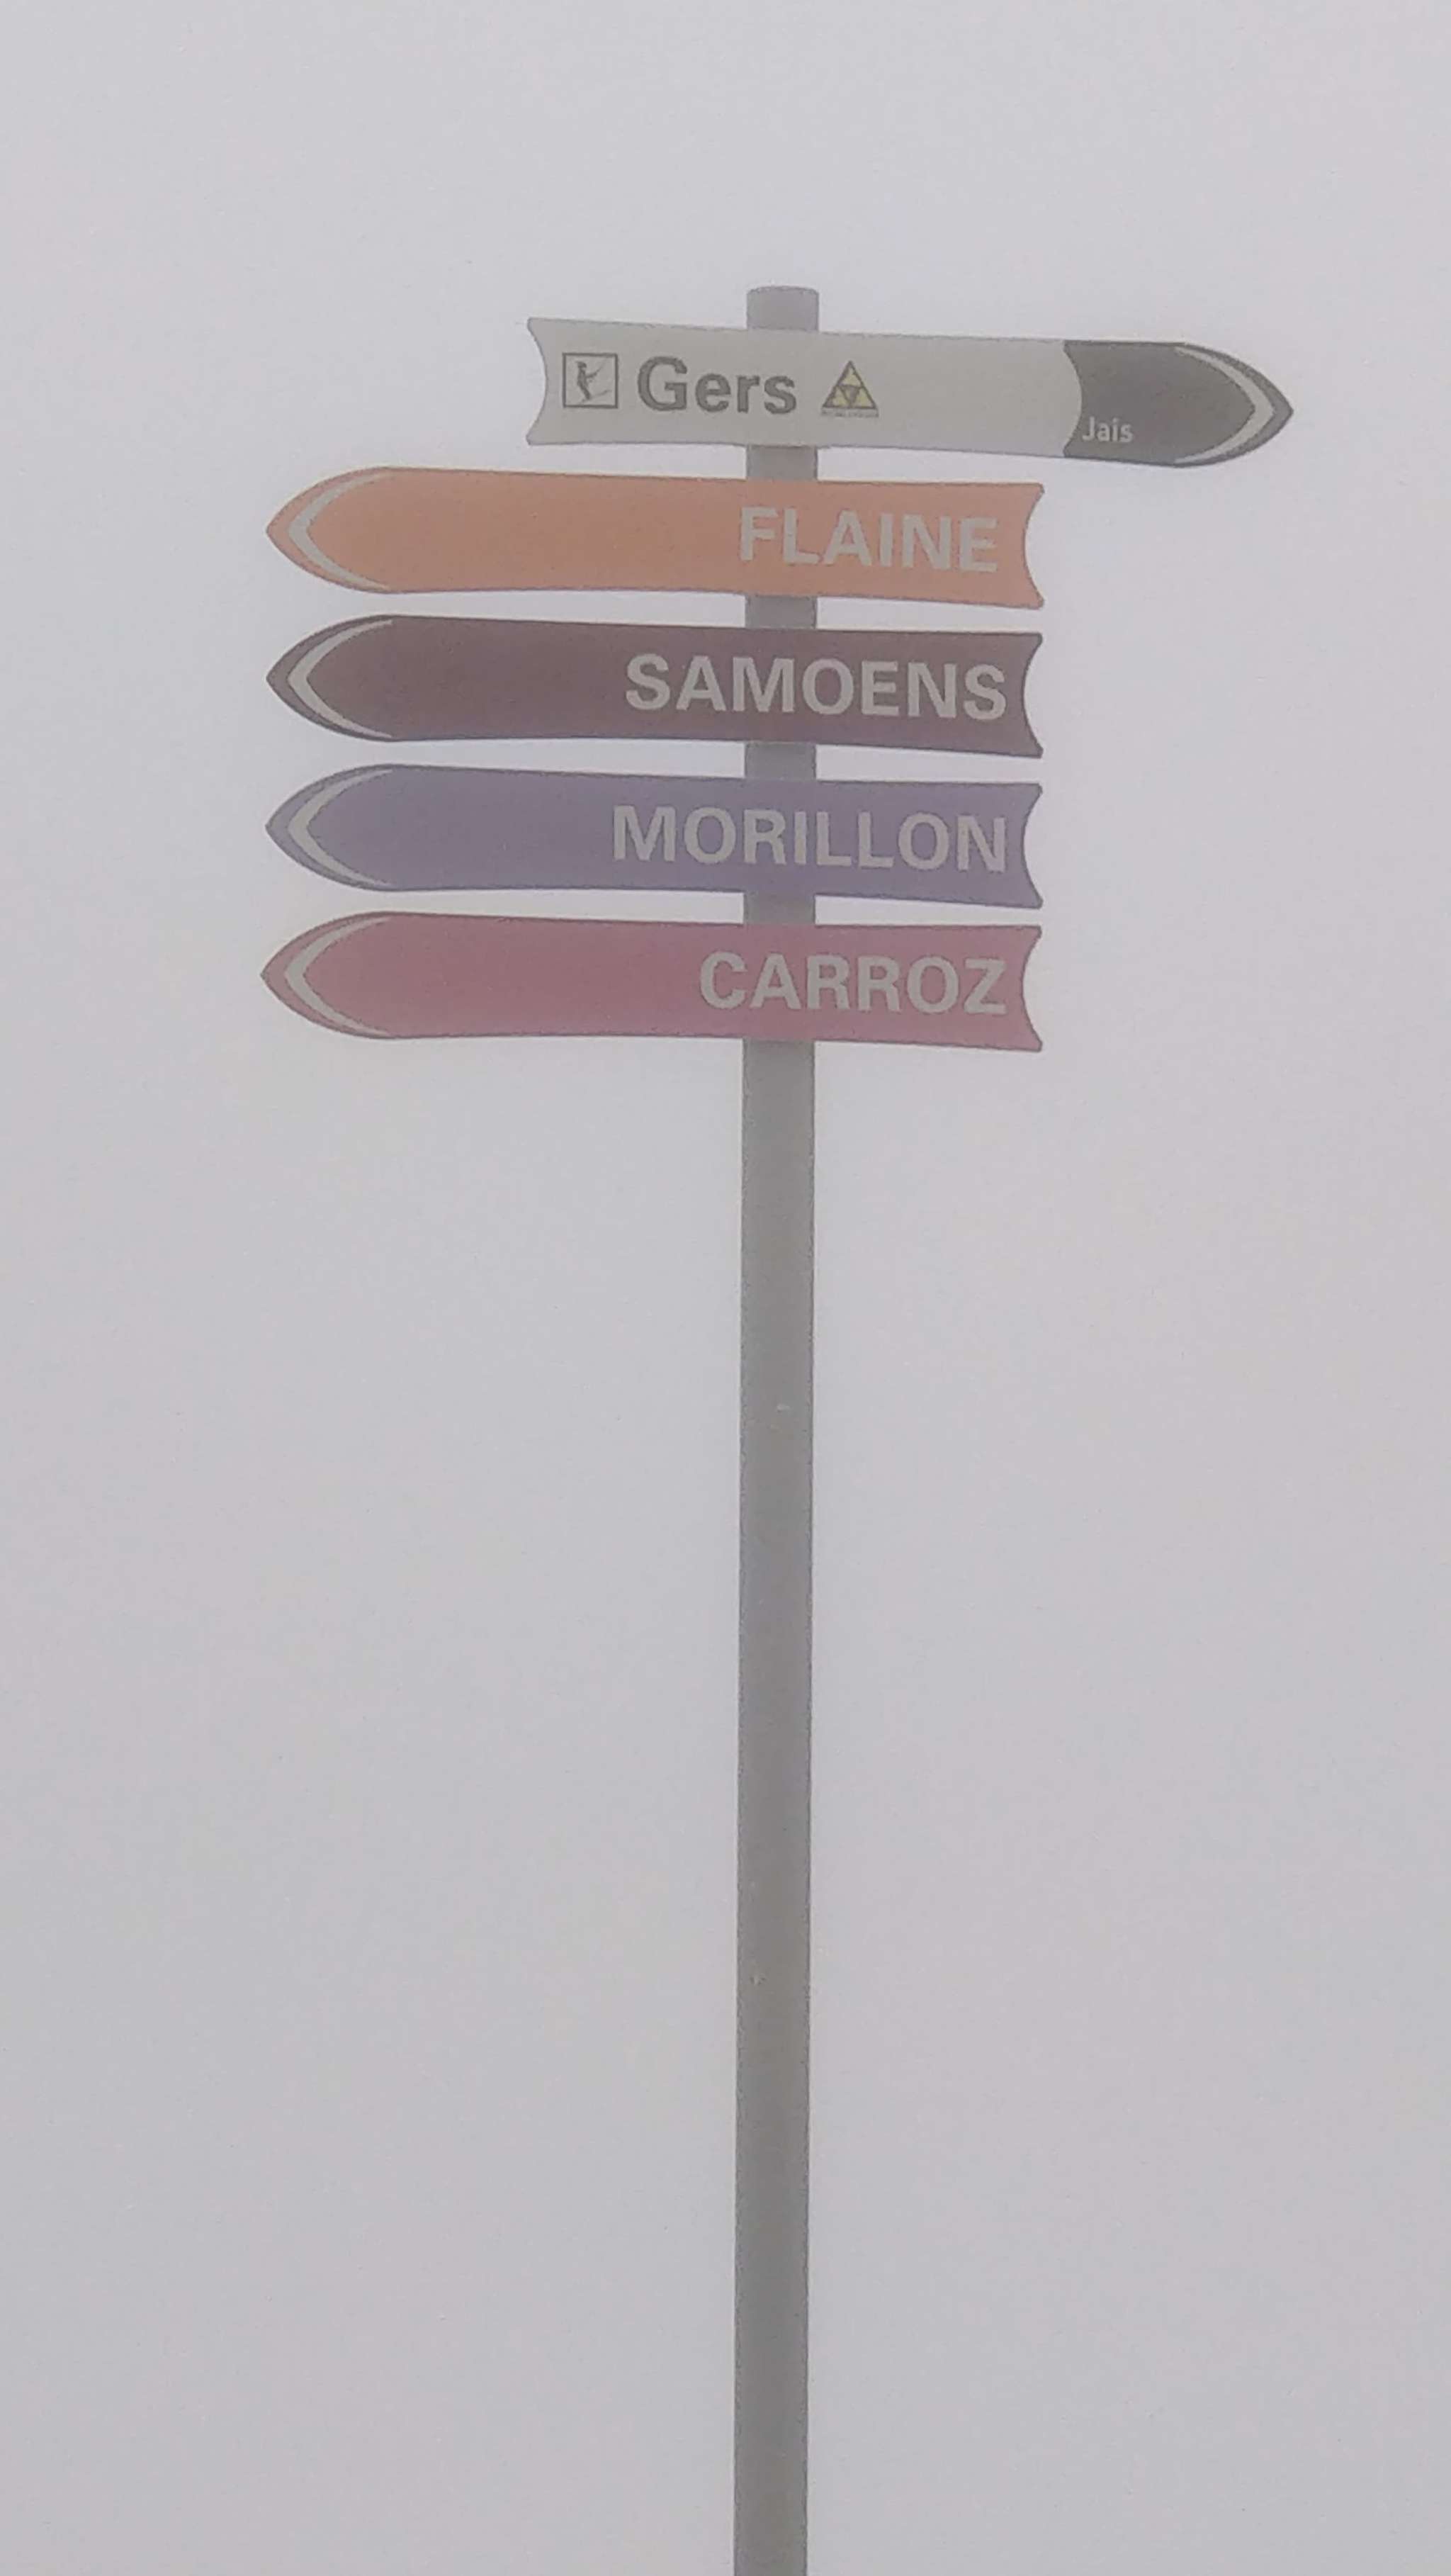 Gers
Jais
FLAINE
SAMOENS
MORILLON
CARROZ